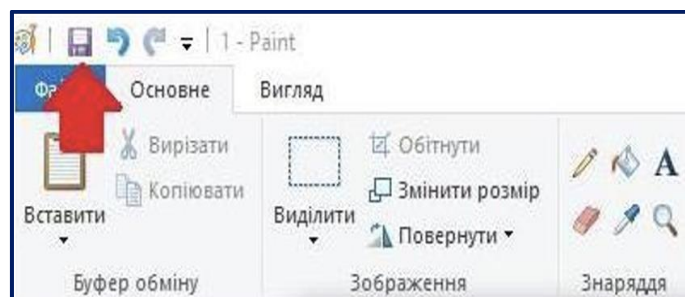 1 - Paint
Основне Вигляд
Вирізати
Копіювати
Вставити
Обітнути
Змінити розмір
Повернути
Виділити
A
Буфер обміну Зображення Знаряддя